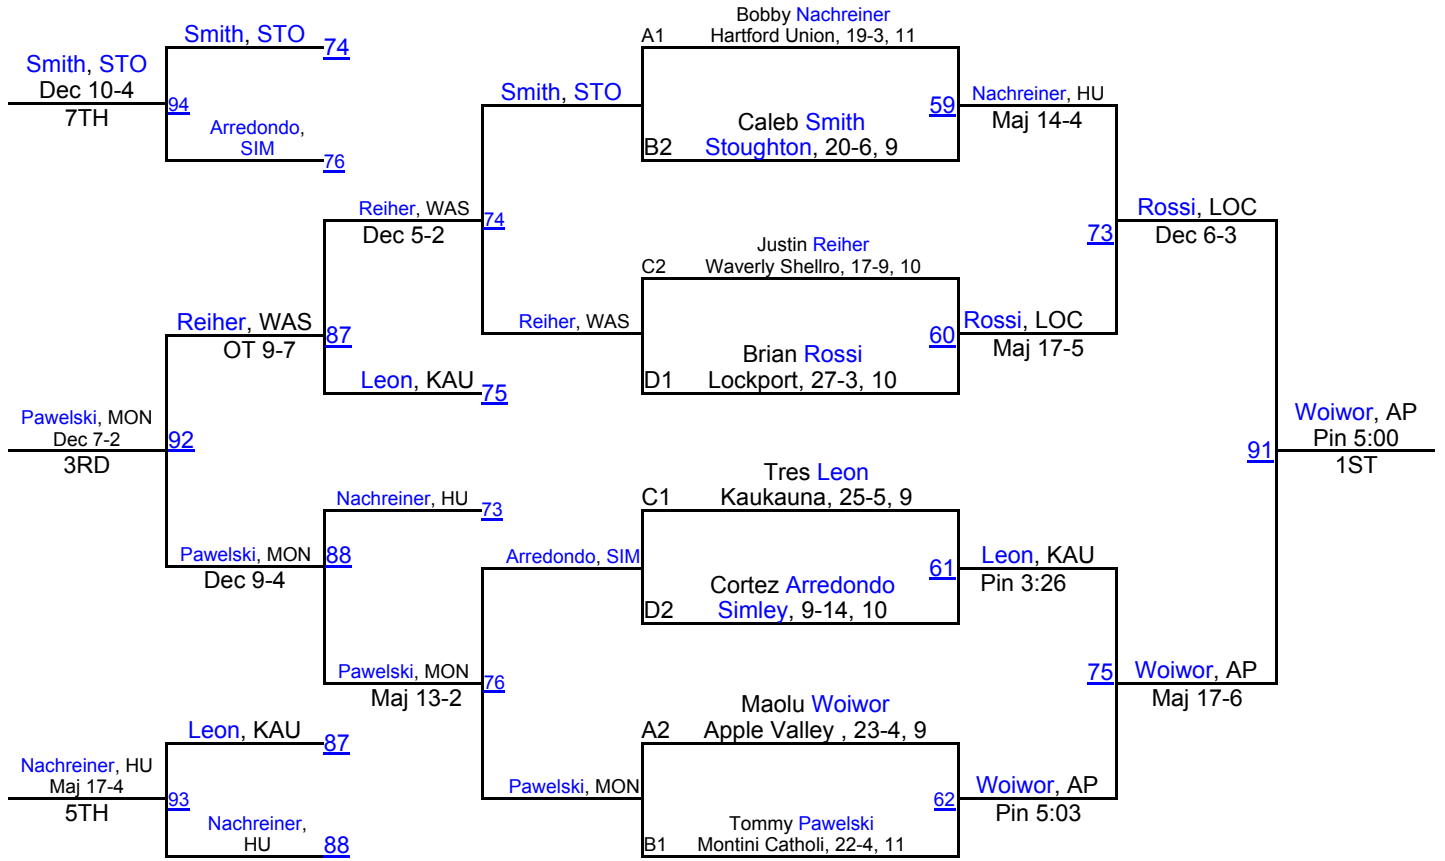 Smith, STO
74
Smith, STO
Dec 10-4
7TH
94
Arredondo,
SIM
76
Reiher, WAS
Dec 5-2
74
Smith, STO
Reiher, WAS
Reiher, WAS
OT 9-7
87
Leon, KAU
75
Pawelski, MON
Dec 7-2
3RD
92
Nachreiner, HU
73
Pawelski, MON
Dec 9-4
88
Pawelski, MON
Maj 13-2
76
Arredondo, SIM
Pawelski, MON
Leon, KAU
87
Nachreiner, HU
Maj 17-4
5TH
93
Nachreiner,
HU
88
Bobby Nachreiner
A1 Hartford Union, 19-3, 11
Caleb Smith
B2 Stoughton, 20-6, 9
59
Nachreiner, HU
Maj 14-4
Justin Reiher
C2 Waverly Shellro, 17-9, 10
Brian Rossi
D1 Lockport, 27-3, 10
60
Rossi, LOC
Maj 17-5
73
Rossi, LOC
Dec 6-3
Tres Leon
C1 Kaukauna, 25-5, 9
Cortez Arredondo
D2 Simley, 9-14, 10
61
Leon, KAU
Pin 3:26
Maolu Woiwor
A2 Apple Valley , 23-4, 9
Tommy Pawelski
B1 Montini Catholi, 22-4, 11
62
Woiwor, AP
Pin 5:03
75
Woiwor, AP
Maj 17-6
91
Woiwor, AP
Pin 5:00
1ST